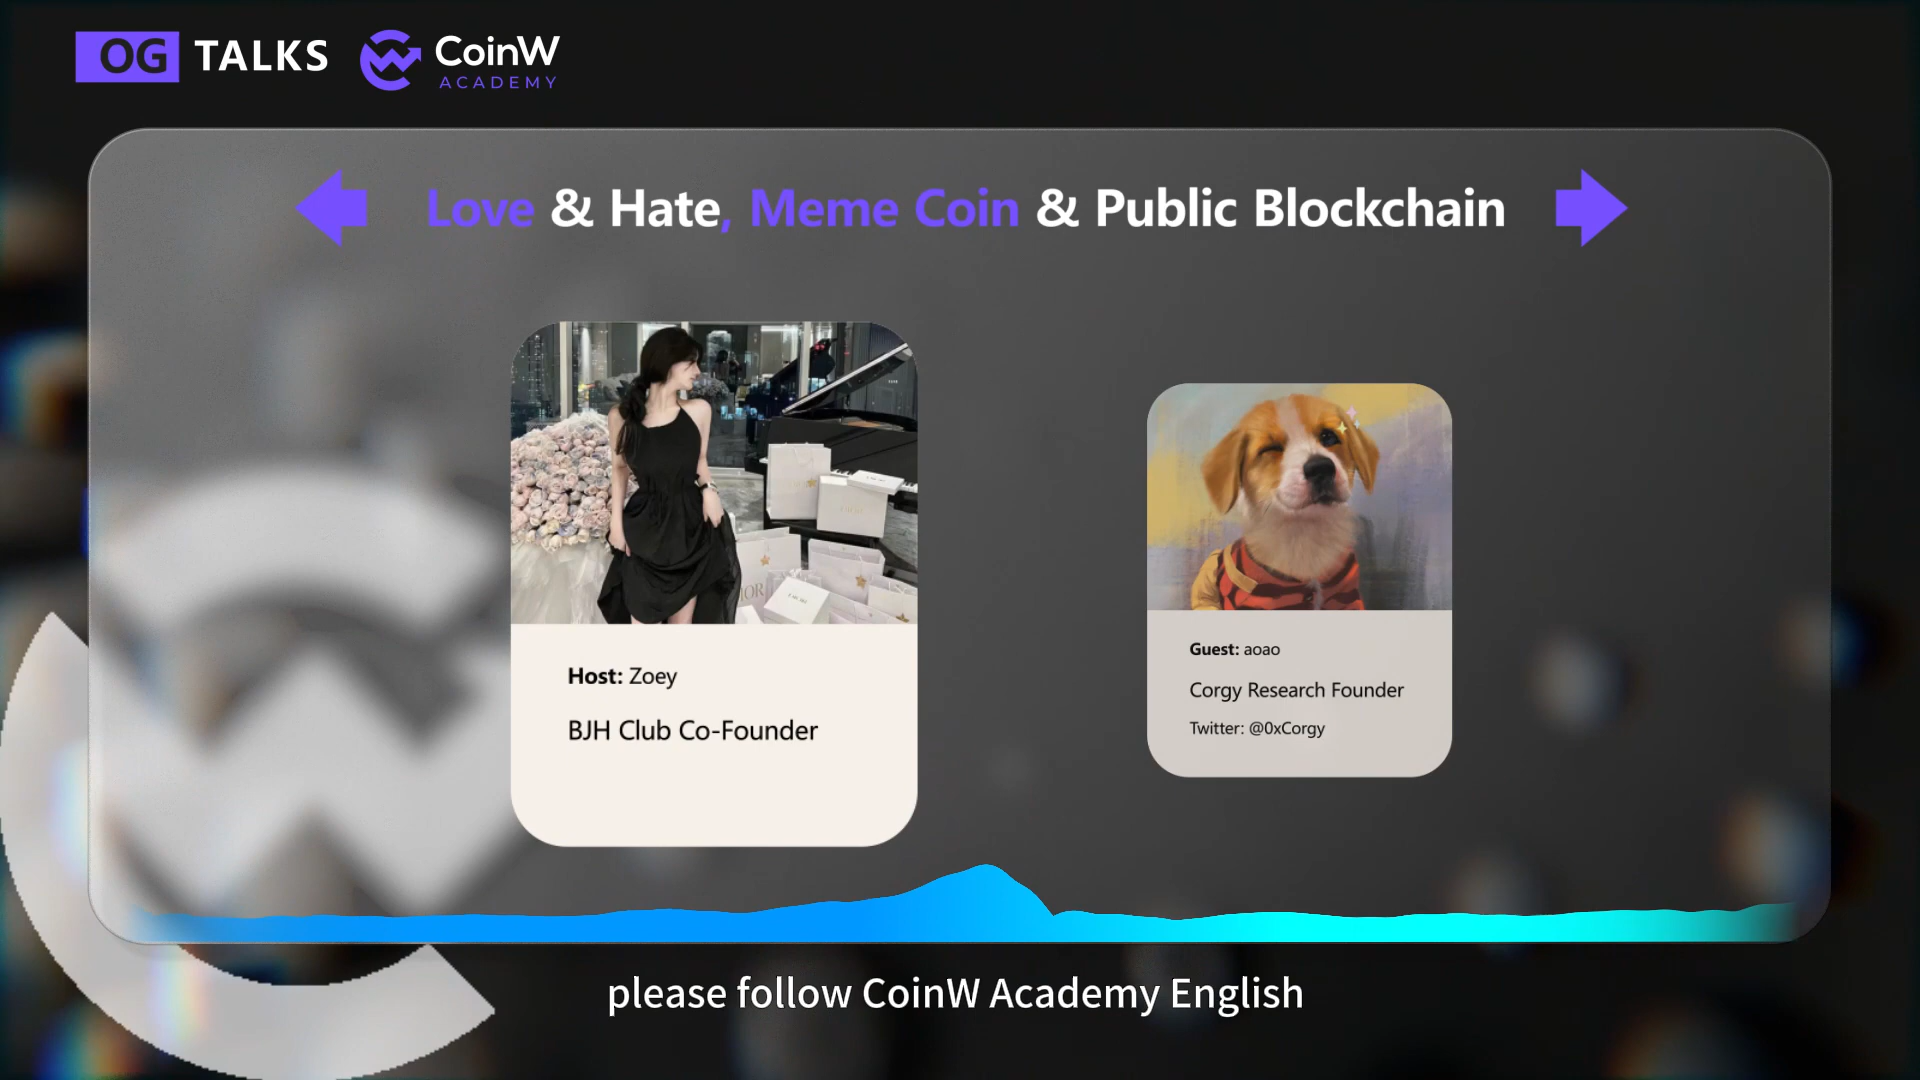 OG TALKS
CoinW
ACADEMY
Love & Hate, Meme Coin & Public Blockchain
Host: Zoey
BJH Club Co-Founder
Guest: aoao
Corgy Research Founder
Twitter: @0xCorgy
please follow CoinW Academy English